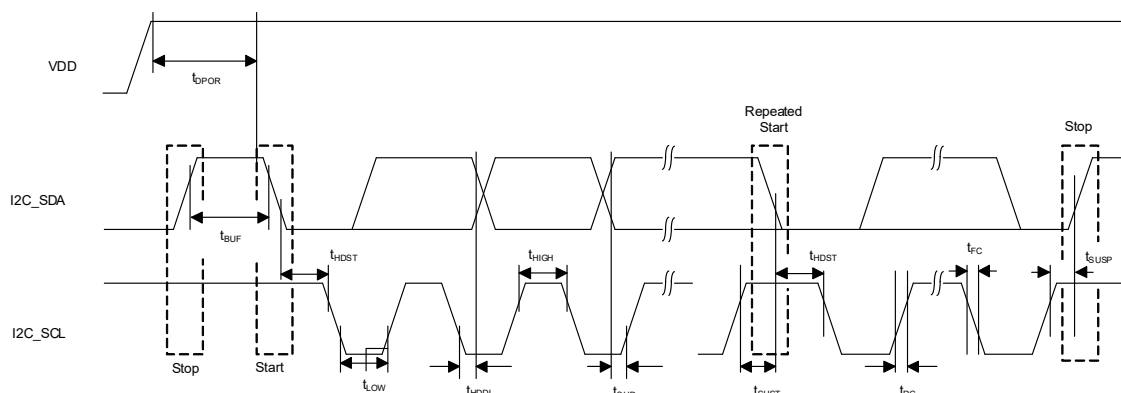 VDD
tDPOR
Repeated
Start
Stop
I2C_SDA
tBUF
tHDST
tHIGH
tHDST
tFC
tSUSP
I2C_SCL
Stop
Start
tLOW